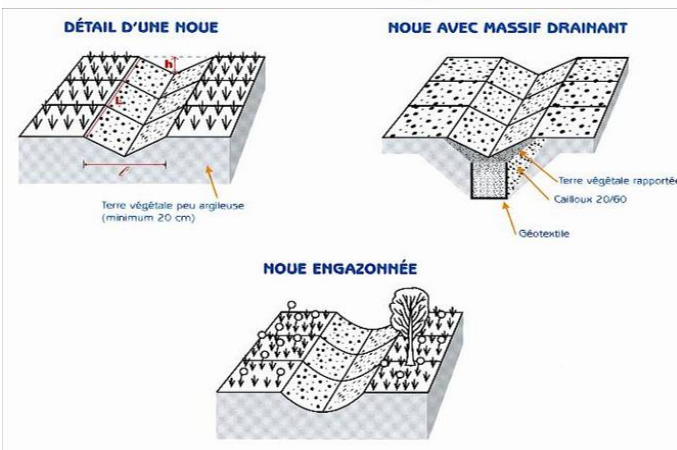 DÉTAIL D'UNE NOUE
h
L
l
Terre végétale peu argileuse
(minimum 20 cm)
NOUE AVEC MASSIF DRAINANT
Terre végétale rapportée
Cailloux 20/60
Géotextile
NOUE ENGAZONNÉE